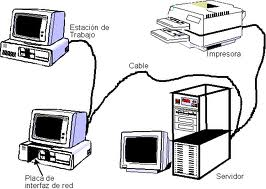 Estación de
Trabajo
Impresora
Cable
Placa de
interfaz de red
Servidor